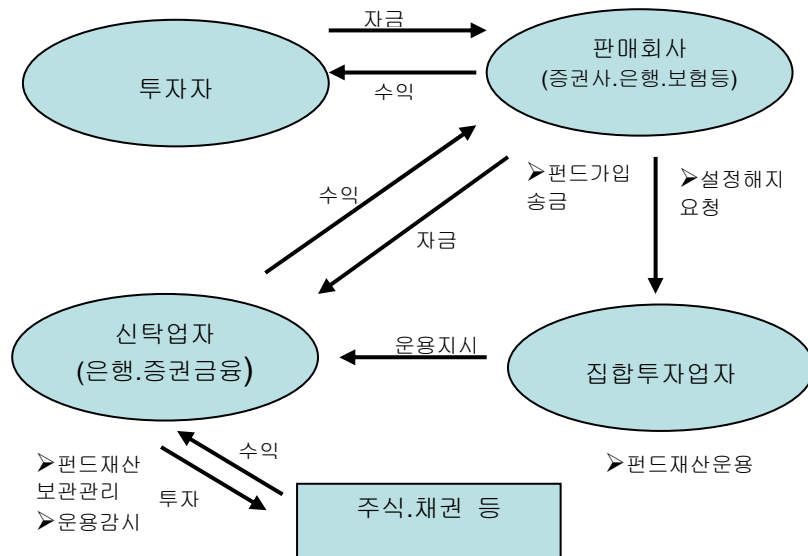 자금
판매회사
(증권사.은행.보험등)
투자자
수익
➢펀드가입
송금
➢설정해지
요청
수익
자금
신탁업자
(은행.증권금융)
운용지시
집합투자업자
수익
➢펀드재산
보관관리
➢운용감시
투자
➢펀드재산운용
주식.채권 등